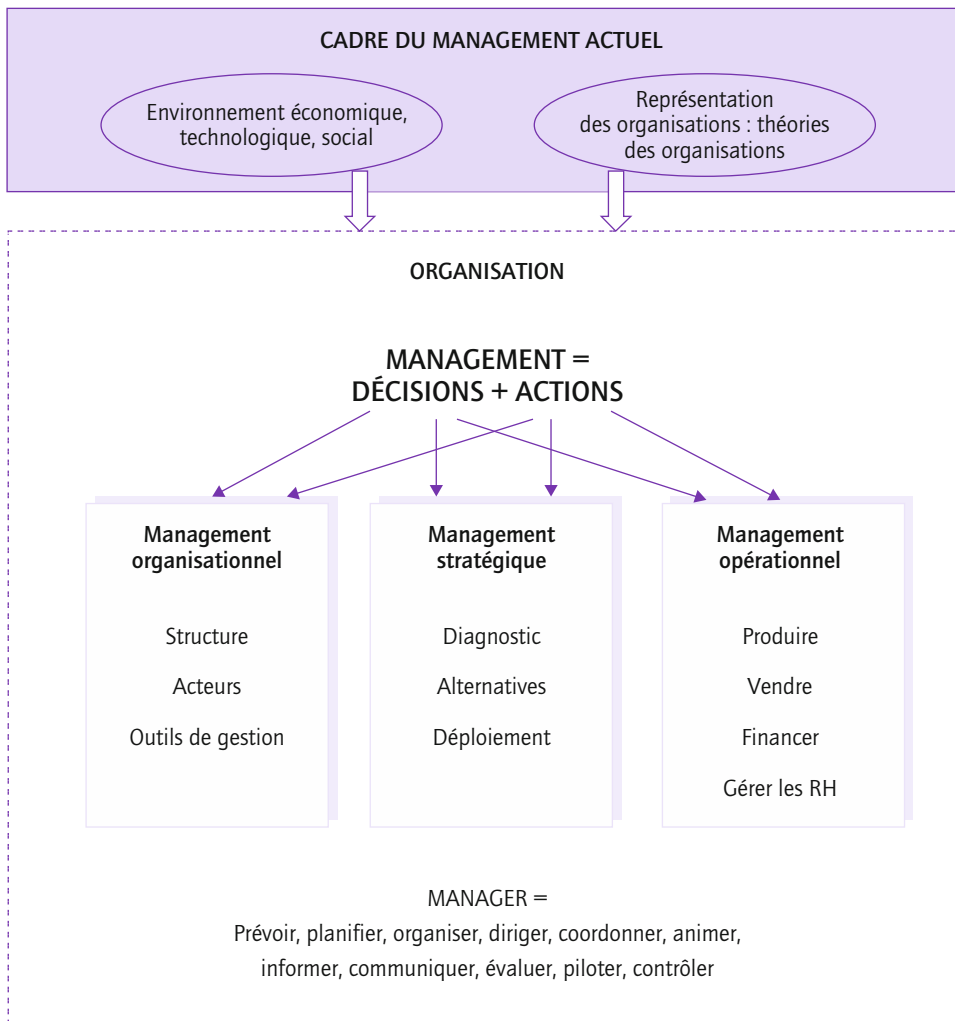 CADRE DU MANAGEMENT ACTUEL
Environnement économique,
technologique, social
Représentation
des organisations : théories
des organisations
ORGANISATION
MANAGEMENT =
DÉCISIONS + ACTIONS
Management
organisationnel
Structure
Acteurs
Outils de gestion
Management
stratégique
Diagnostic
Alternatives
Déploiement
Management
opérationnel
Produire
Vendre
Financer
Gérer les RH
MANAGER =
Prévoir, planifier, organiser, diriger, coordonner, animer,
informer, communiquer, évaluer, piloter, contrôler